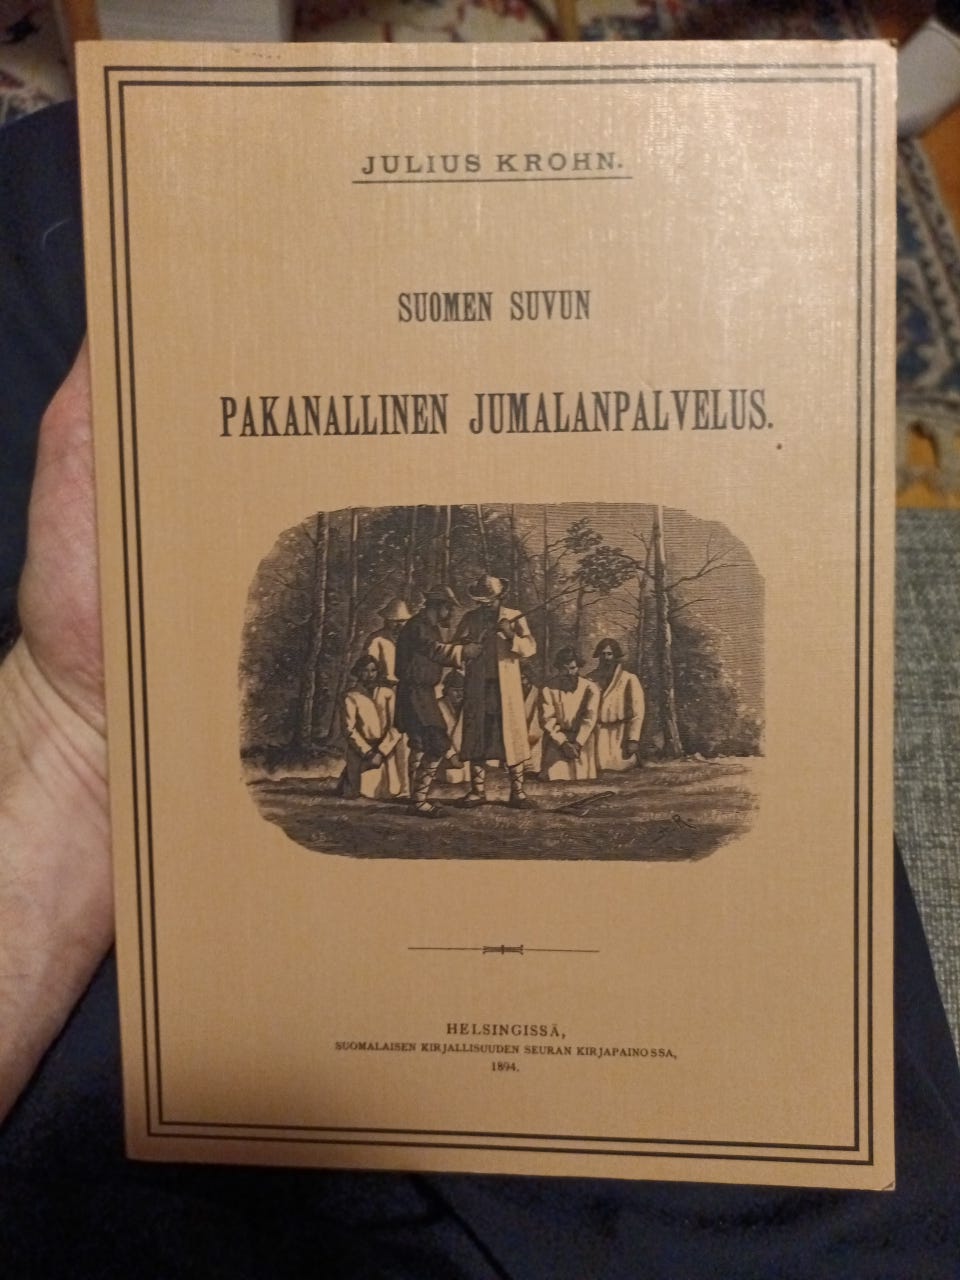 JULIUS KROHN.
SUOMEN SUVUN
PAKANALLINEN JUMALANPALVELUS.
HELSINGISSÄ,
SUOMALAISEN KIRJALLISUUDEN SEURAN KIRJAPAINOSSA,
1894.